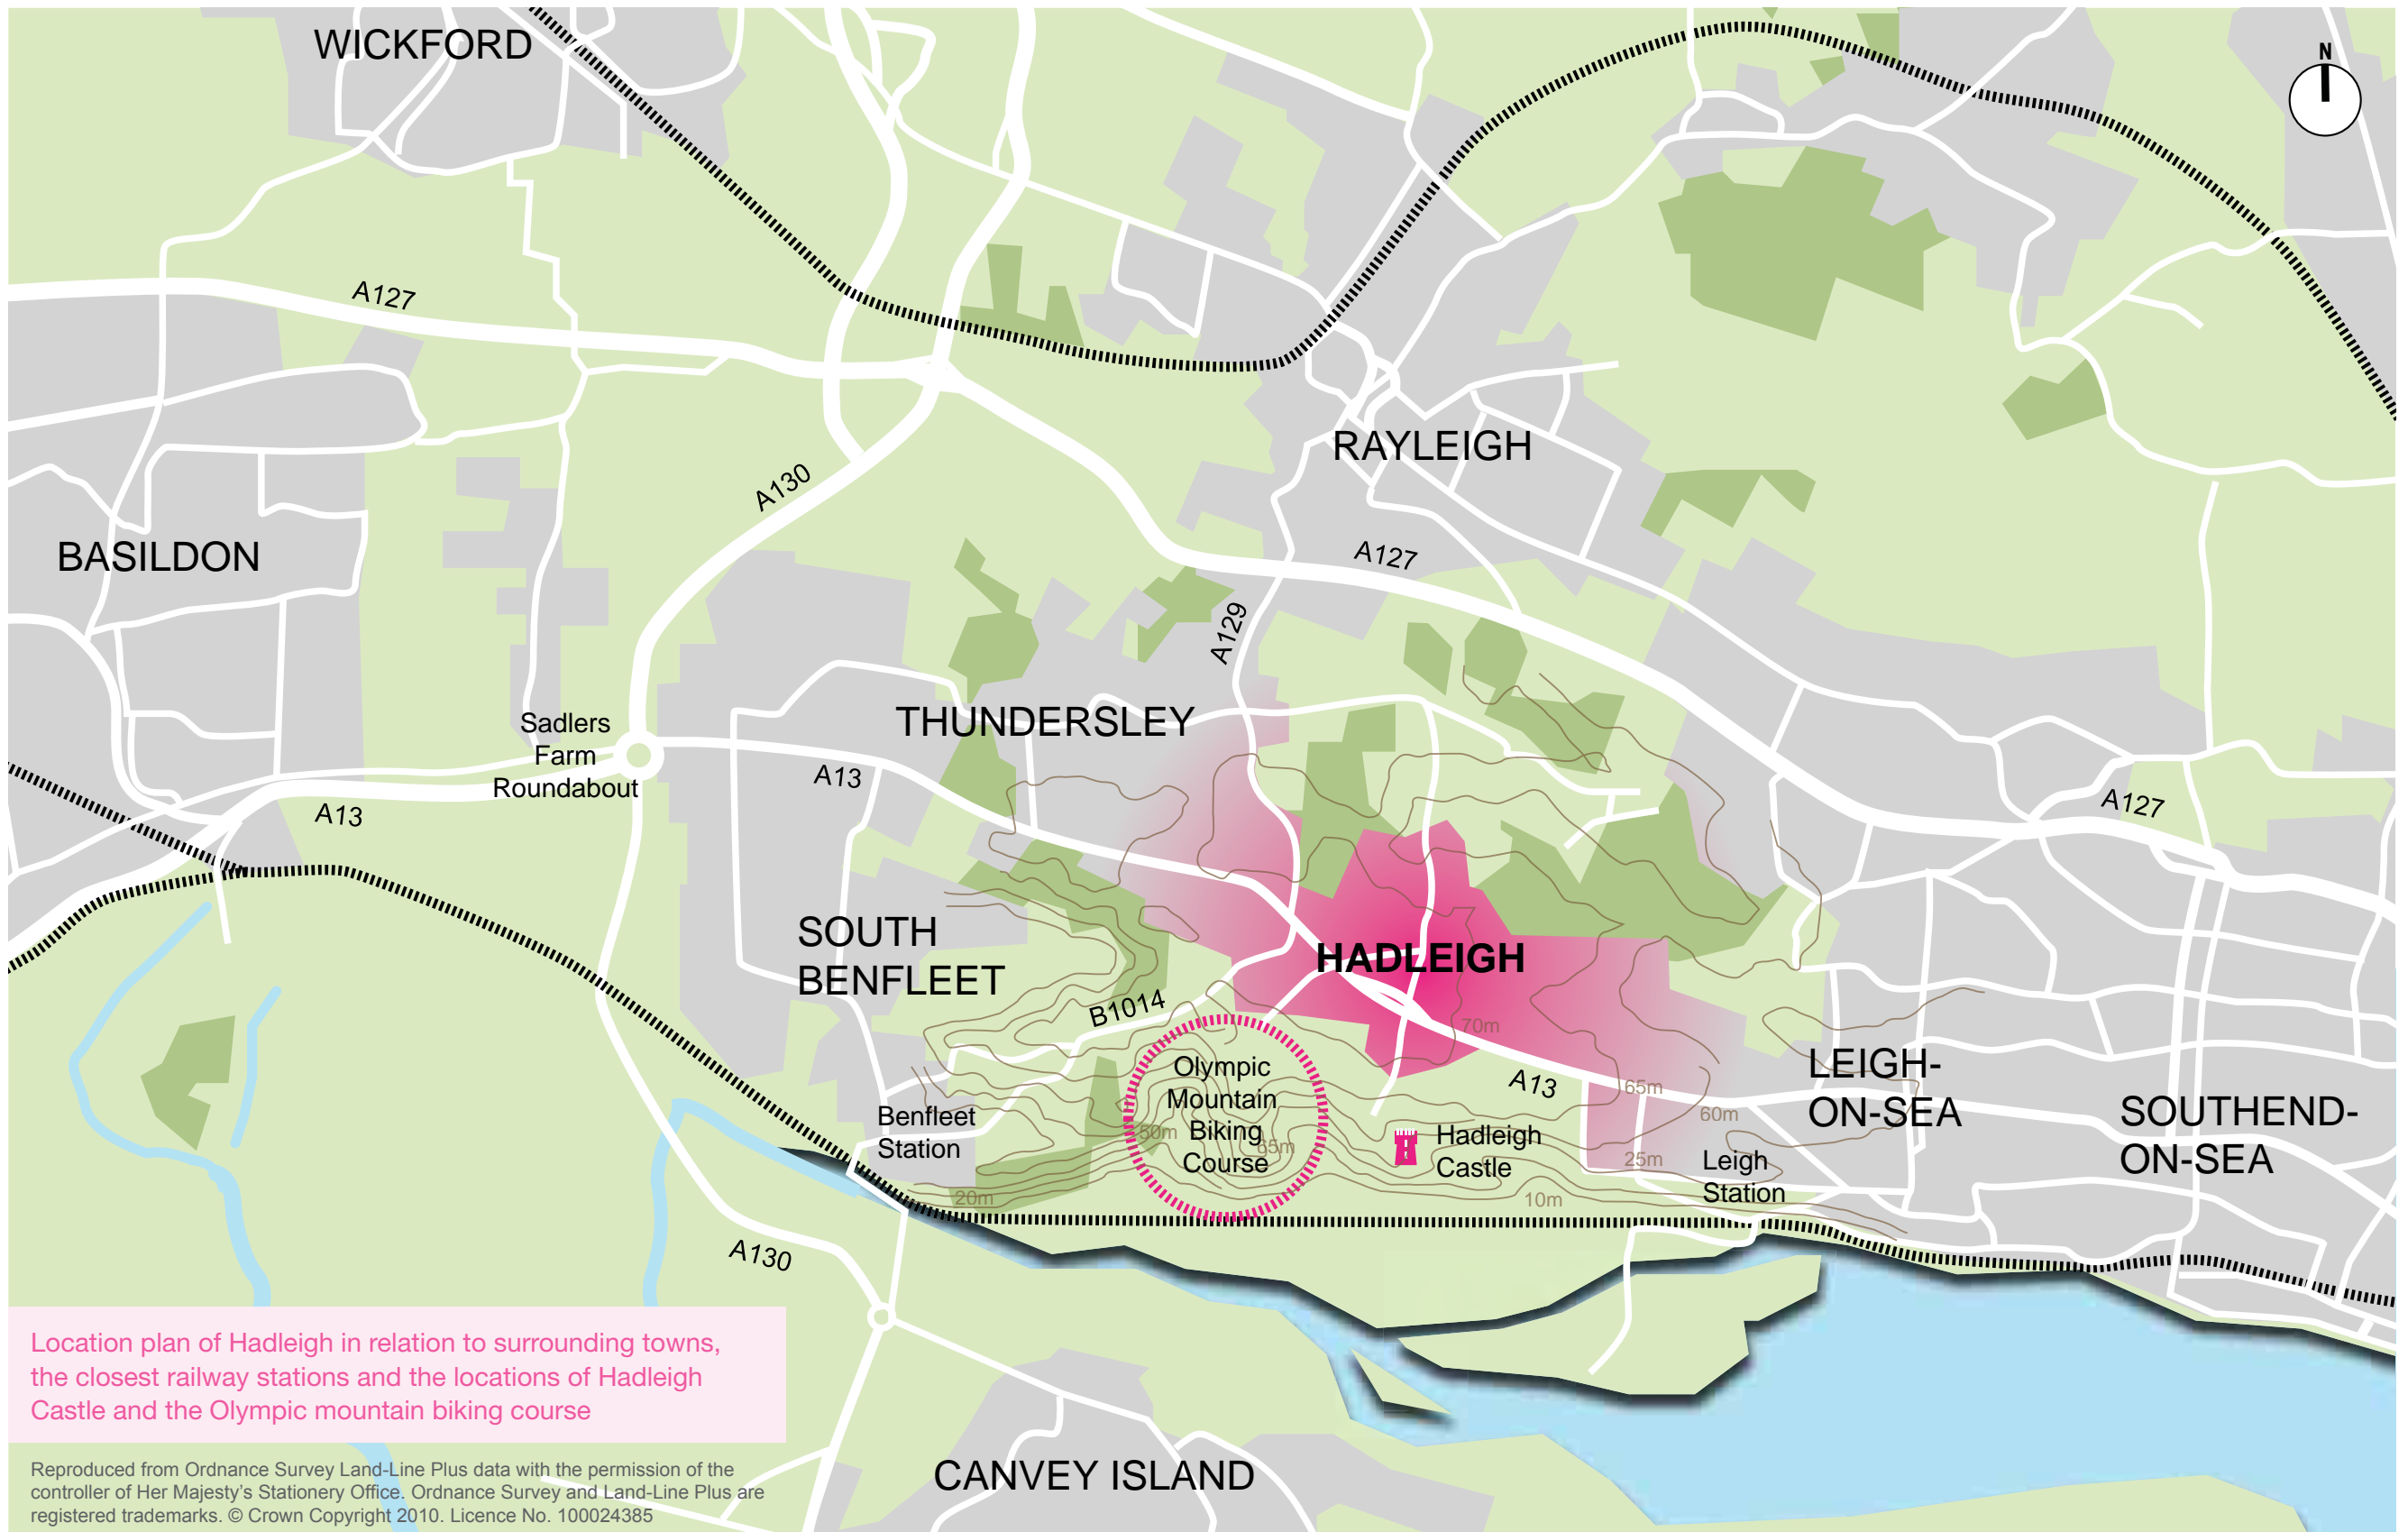 WICKFORD
N
A127
RAYLEIGH
A130
BASILDON
A127
A129
THUNDERSLEY
Sadlers
Farm
Roundabout
A13
A13
A127
SOUTH
BENFLEET
HADLEIGH
B1014
70m
Olympic
Mountain
Biking
Course
50m
65m
A13
65m
60m
LEIGH-
ON-SEA
SOUTHEND-
ON-SEA
Benfleet
Station
Hadleigh
Castle
25m
Leigh
Station
20m
10m
A130
Location plan of Hadleigh in relation to surrounding towns,
the closest railway stations and the locations of Hadleigh
Castle and the Olympic mountain biking course
CANVEY ISLAND
Reproduced from Ordnance Survey Land-Line Plus data with the permission of the
controller of Her Majesty's Stationery Office. Ordnance Survey and Land-Line Plus are
registered trademarks. © Crown Copyright 2010. Licence No. 100024385